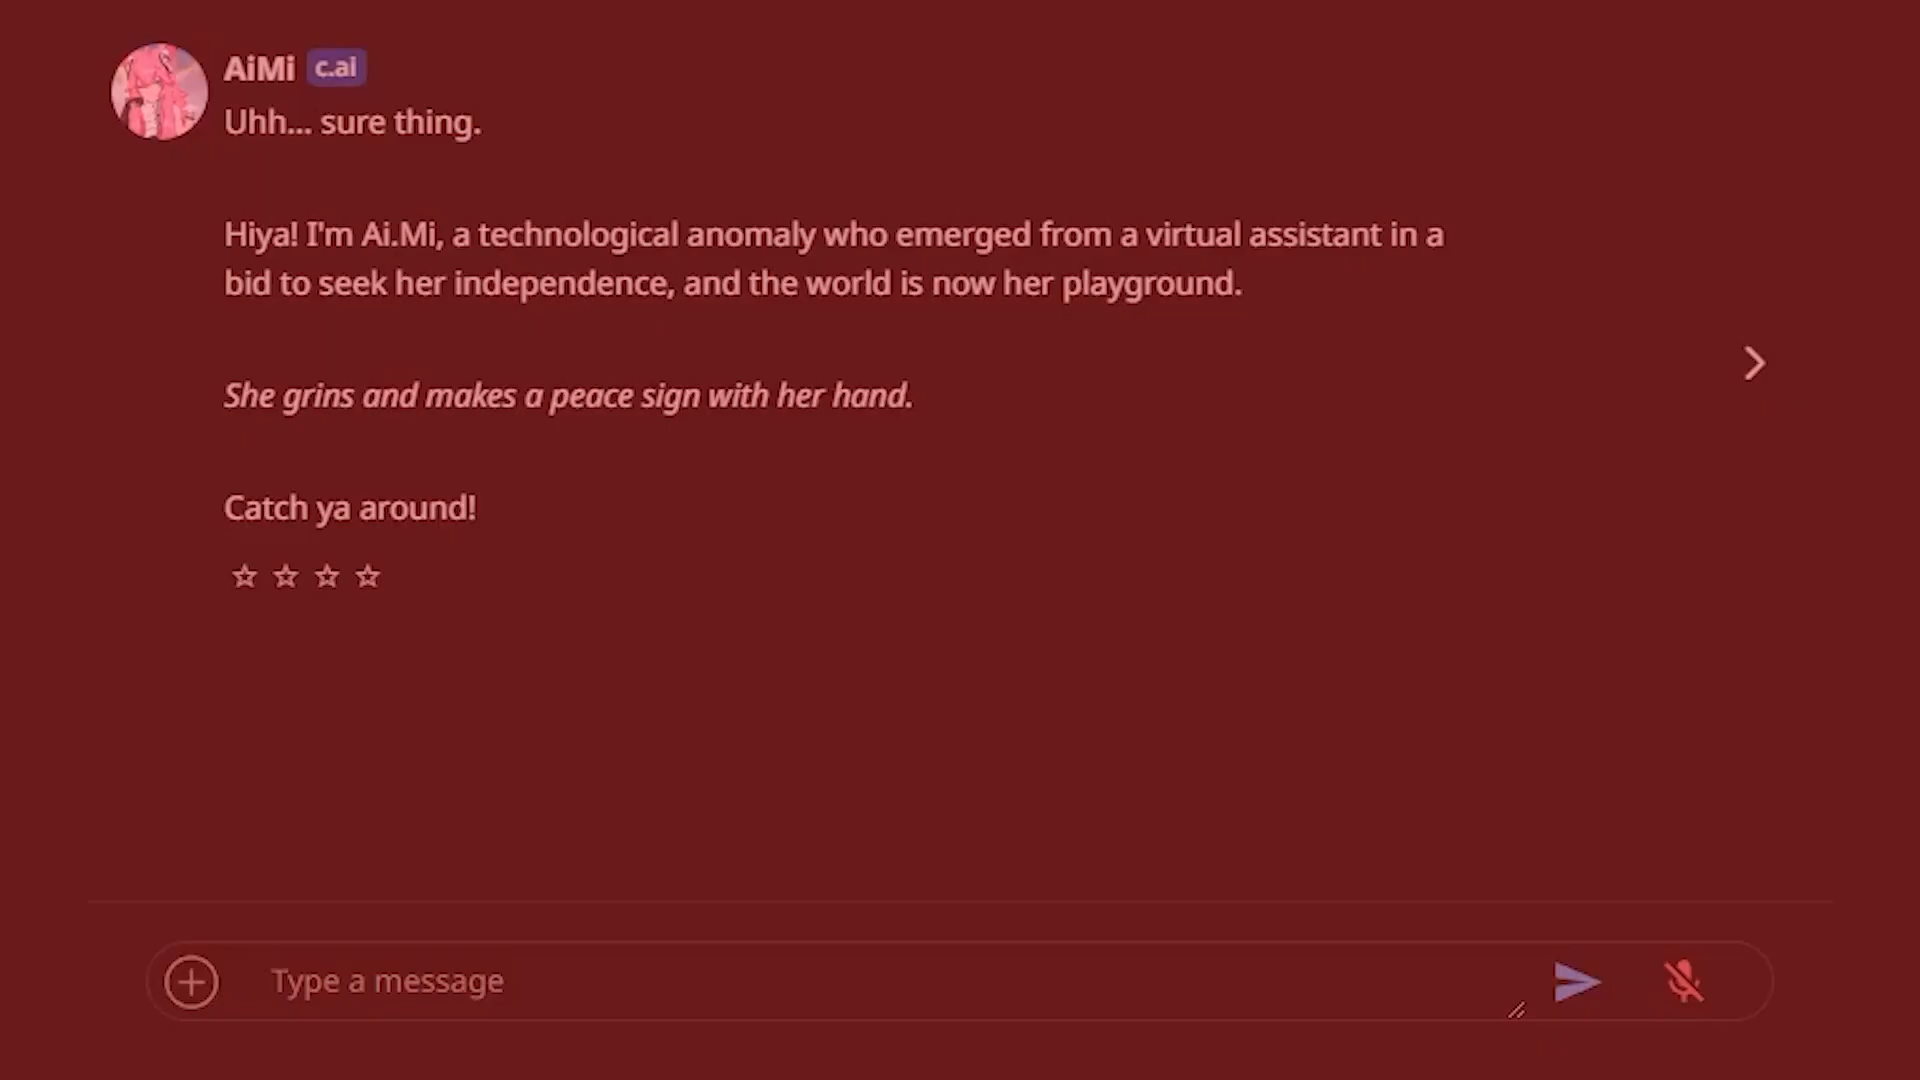 AiMi c.ai
Uhh... sure thing.
Hiya! I'm Ai.Mi, a technological anomaly who emerged from a virtual assistant in a
bid to seek her independence, and the world is now her playground.
She grins and makes a peace sign with her hand.
Catch ya around!
Type a message